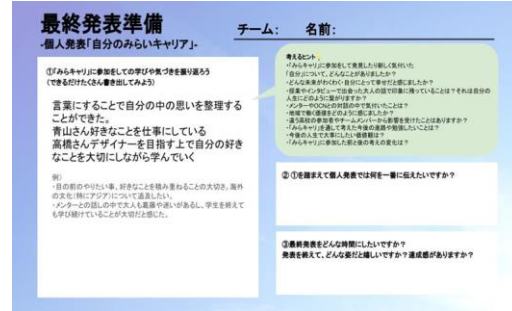 最終発表準備
-個人発表「自分のみらいキャリア」-
チーム:　名前:
①「みらキャリ」に参加をしての学びや気づきを振り返ろう
(できるだけたくさん書き出してみよう)
言葉にすることで自分の中の思いを整理する
ことができた。
青山さん好きなことを仕事にしている
高橋さんデザイナーを目指す上で自分の好き
なことを大切にしながら学んでいく
例)
・目の前のやりたい事、好きなことを積み重ねることの大切さ。海外
の文化(特にアジア)について追及したい。
・メンターとの話しの中で大人も葛藤や迷いがあるし、学生を終えて
も学び続けていることが大切だと感じた。
考えるヒント
・「みらキャリ」に参加をして発見したり新しく気付いた
「自分」について、どんなことがありましたか？
・どんな未来がわくわく・自分にとって幸せだと感じましたか？
・授業やインタビューで出会った大人の話で印象に残っていることは？それは自分の
人生にどのように繋がりますか？
・メンターやOCNとの対話の中で気付いたことは？
・地域で働く価値をどのように感じましたか？
・違う高校の参加者やチームメンバーから影響を受けたことはありますか？
・「みらキャリ」を通して考えた今後の進路や勉強したいことは？
・今後の人生で大事にしたい価値観は？
・「みらキャリ」に参加した前と後の考えの変化は？
② ①を踏まえて個人発表では何を一番に伝えたいですか？
③最終発表をどんな時間にしたいですか？
発表を終えて、どんな姿だと嬉しいですか？達成感がありますか？